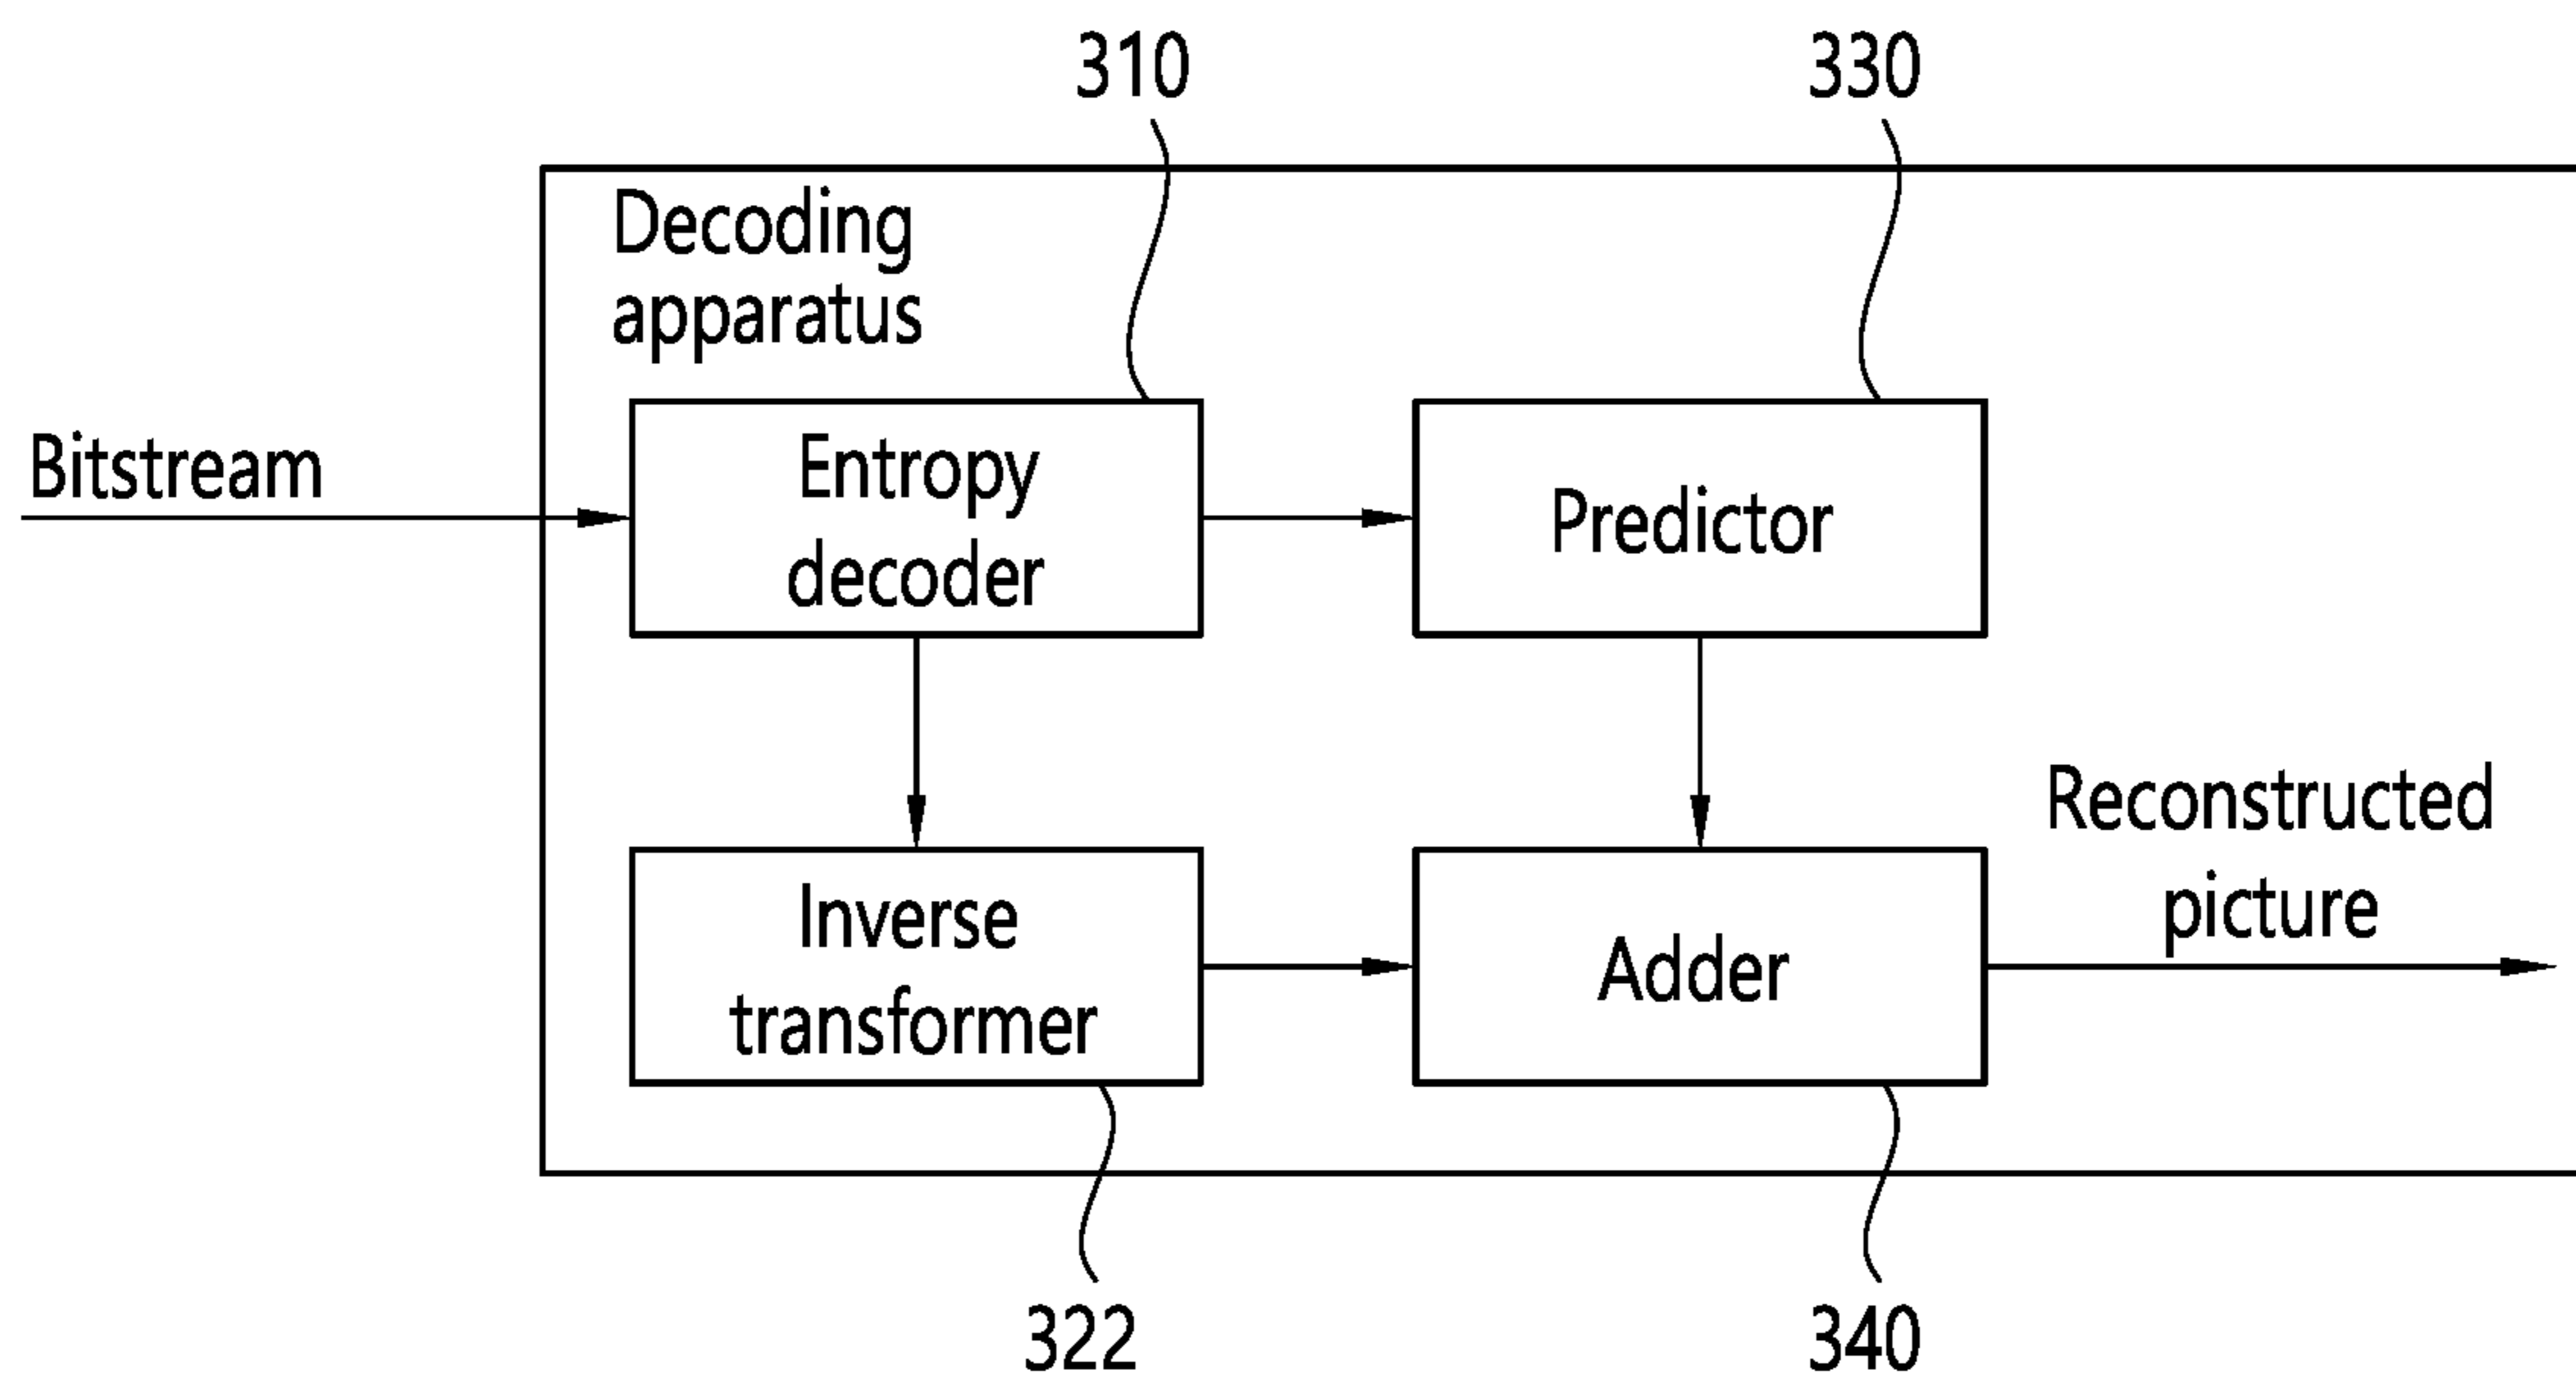 310
330
Decoding
apparatus
Bitstream
Entropy
decoder
Predictor
Inverse
transformer
Adder
Reconstructed
picture
322
340